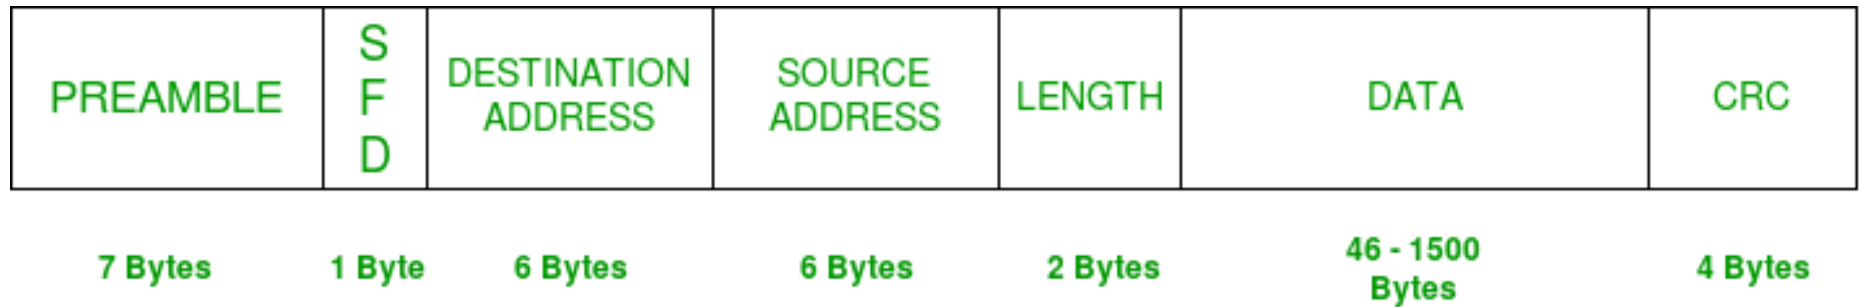 PREAMBLE
S
F
D
DESTINATION
ADDRESS
SOURCE
ADDRESS
LENGTH
DATA
CRC
7 Bytes
1 Byte
6 Bytes
6 Bytes
2 Bytes
46 - 1500
Bytes
4 Bytes